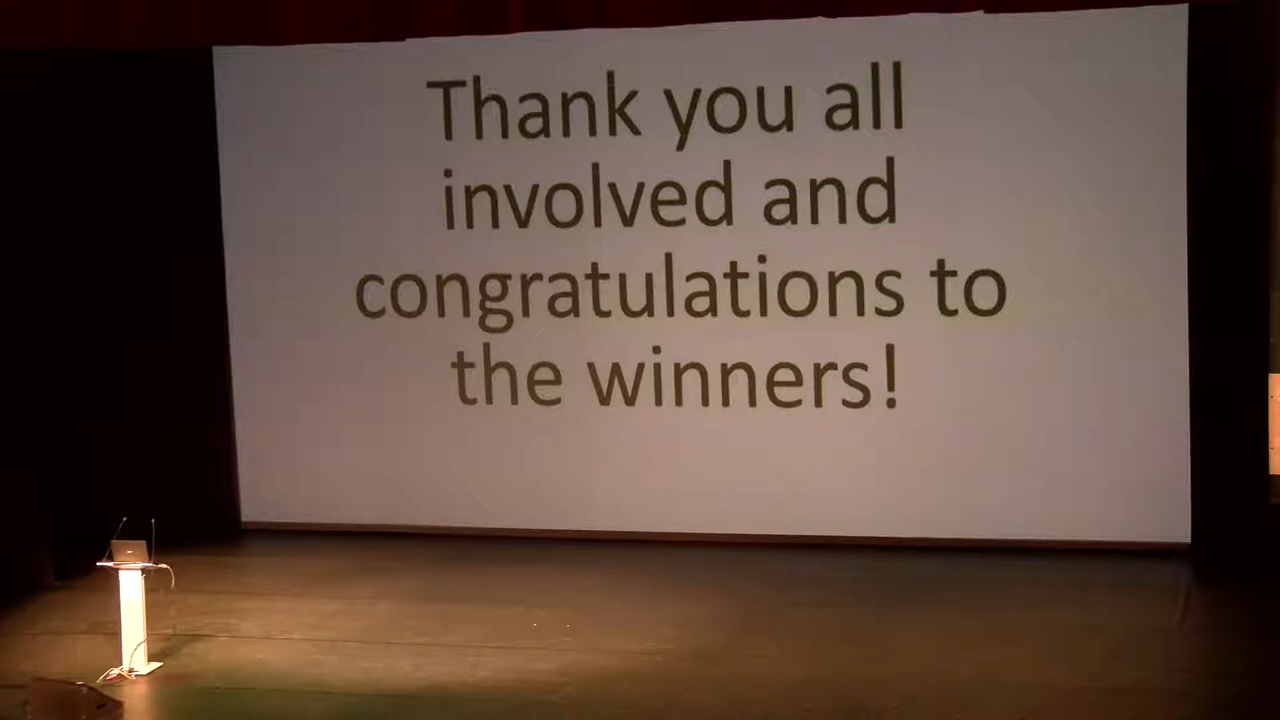 Thank you all
involved and
congratulations to
the winners!